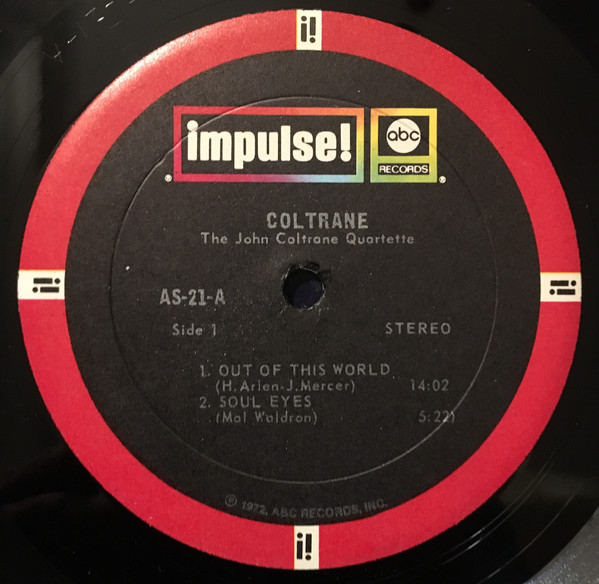 i!
impulse!
abc
RECORDS
®
®
COLTRANE
The John Coltrane Quartette
AS-21-A
Side 1
STEREO
i!
i!
1. OUT OF THIS WORLD
(H. Arlen-J. Mercer) 14:02
2. SOUL EYES
(Mal Waldron) 5:22)
℗ 1972, ABC RECORDS, INC.
i!